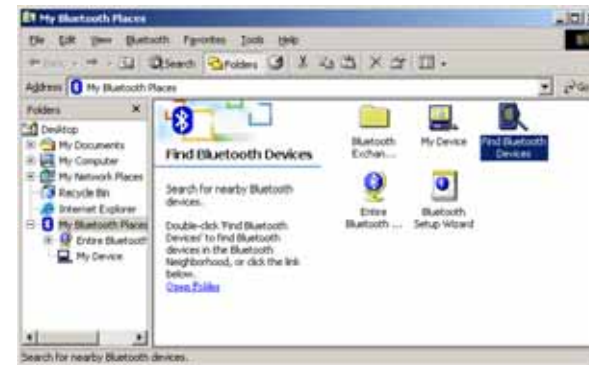 My Bluetooth Places
File Edit View Bluetooth Favorites Tools Help
Search Folders
Address My Bluetooth Places Go
Folders
Desktop
My Documents
My Computer
My Network Places
Recycle Bin
Internet Explorer
My Bluetooth Places
Entire Bluetooth
My Device
Find Bluetooth Devices
Search for nearby Bluetooth
devices.
Double-click 'Find Bluetooth
Devices' to find Bluetooth
devices in the Bluetooth
Neighborhood, or click the link
below.
Open Folder
Bluetooth
Exchan...
My Device
Find Bluetooth
Devices
Entire
Bluetooth ...
Bluetooth
Setup Wizard
Search for nearby Bluetooth devices.